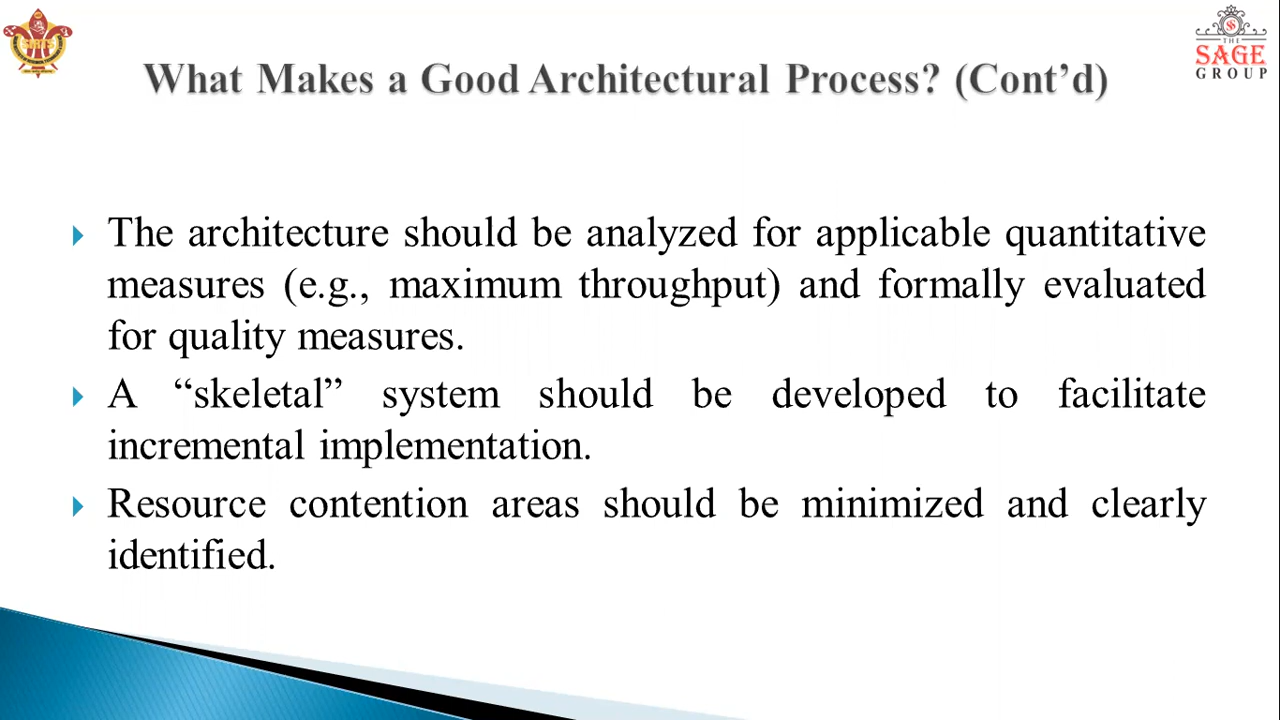 THE
SAGE
GROUP
What Makes a Good Architectural Process? (Cont’d)
The architecture should be analyzed for applicable quantitative
measures (e.g., maximum throughput) and formally evaluated
for quality measures.
A “skeletal” system should be developed to facilitate
incremental implementation.
Resource contention areas should be minimized and clearly
identified.